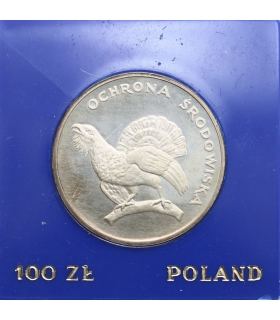 OCHRONA ŚRODOWISKA
100 ZŁ POLAND